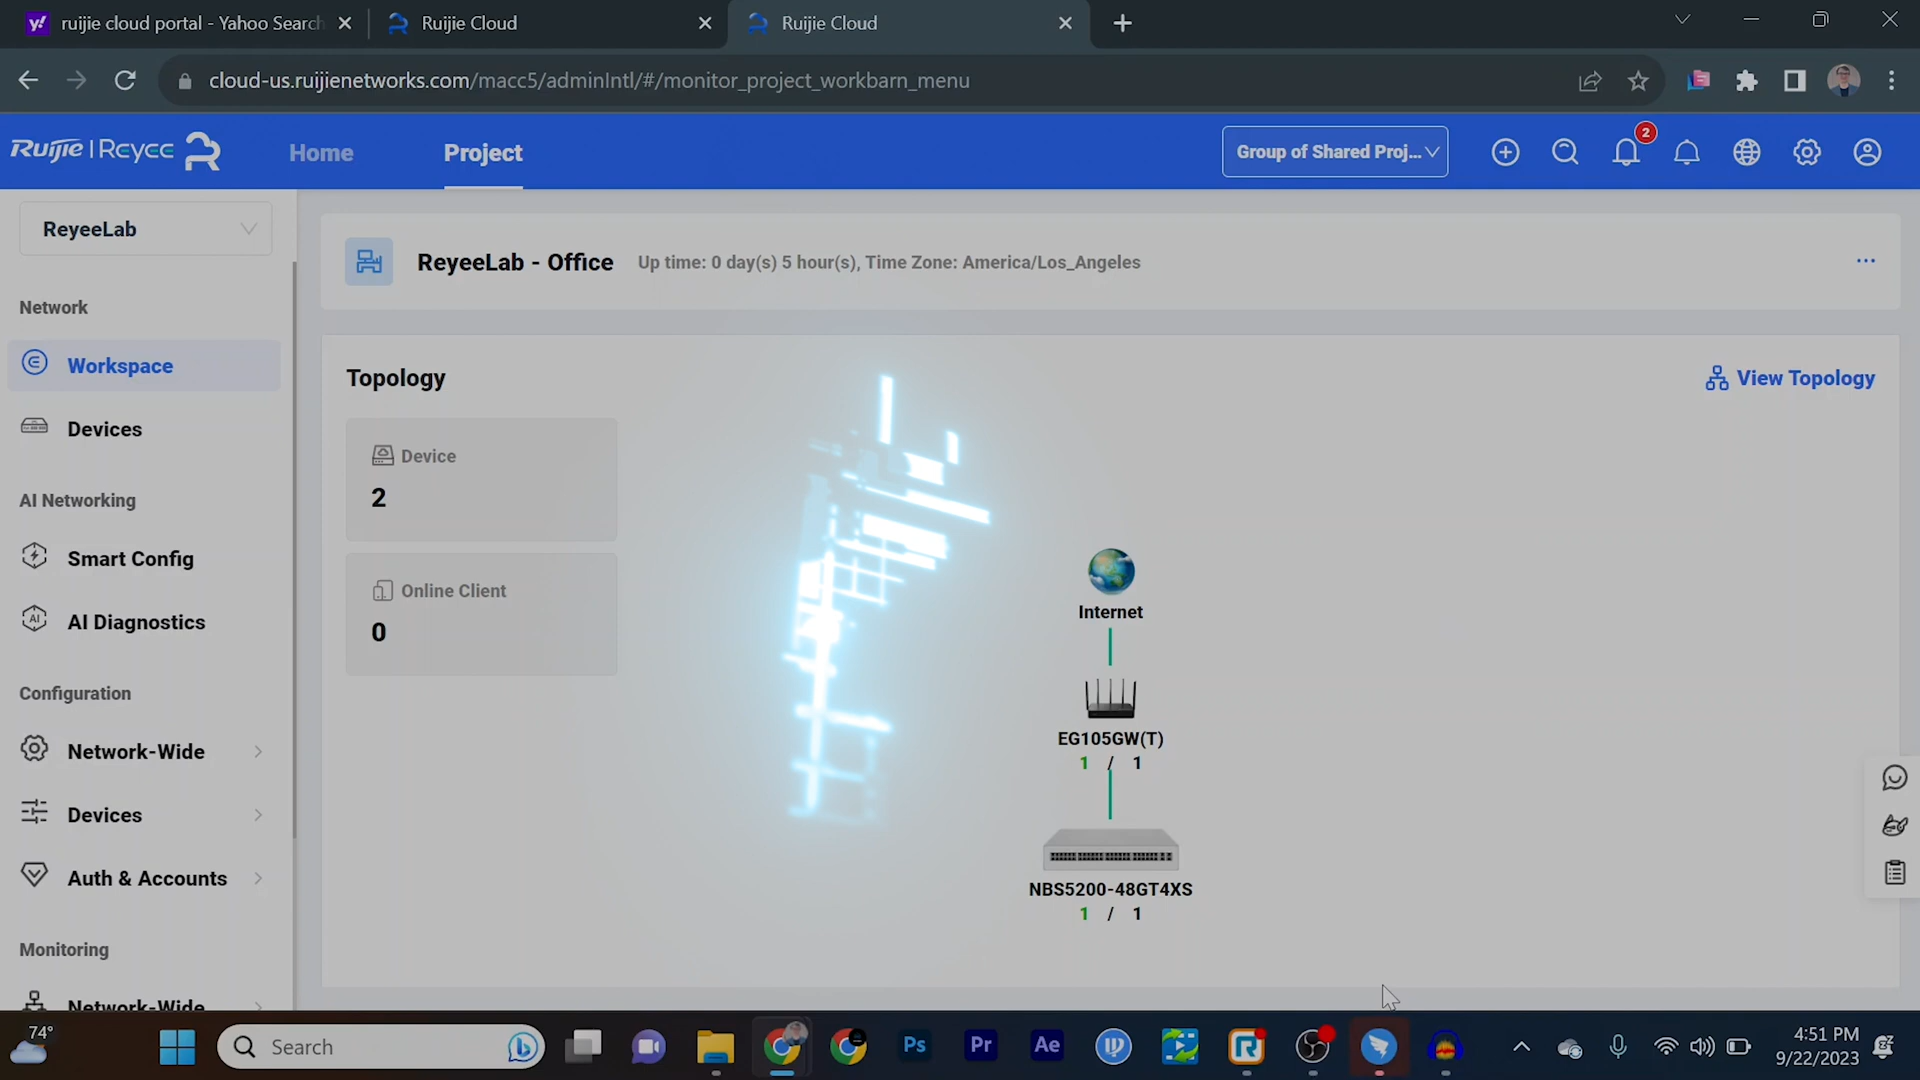 ruijie cloud portal - Yahoo Search
Ruijie Cloud
Ruijie Cloud
cloud-us.ruijienetworks.com/macc5/adminIntl/#/monitor_project_workbarn_menu
Ruijie | Reyee
Home
Project
Group of Shared Proj...
2
ReyeeLab
ReyeeLab - Office
Up time: 0 day(s) 5 hour(s), Time Zone: America/Los_Angeles
...
Network
Workspace
Devices
AI Networking
Smart Config
AI Diagnostics
Configuration
Network-Wide
Devices
Auth & Accounts
Monitoring
Network-Wide
Topology
View Topology
Device
2
Online Client
0
Internet
EG105GW(T)
1 / 1
NBS5200-48GT4XS
1 / 1
74°
Search
Ps
Pr
Ae
4:51 PM
9/22/2023